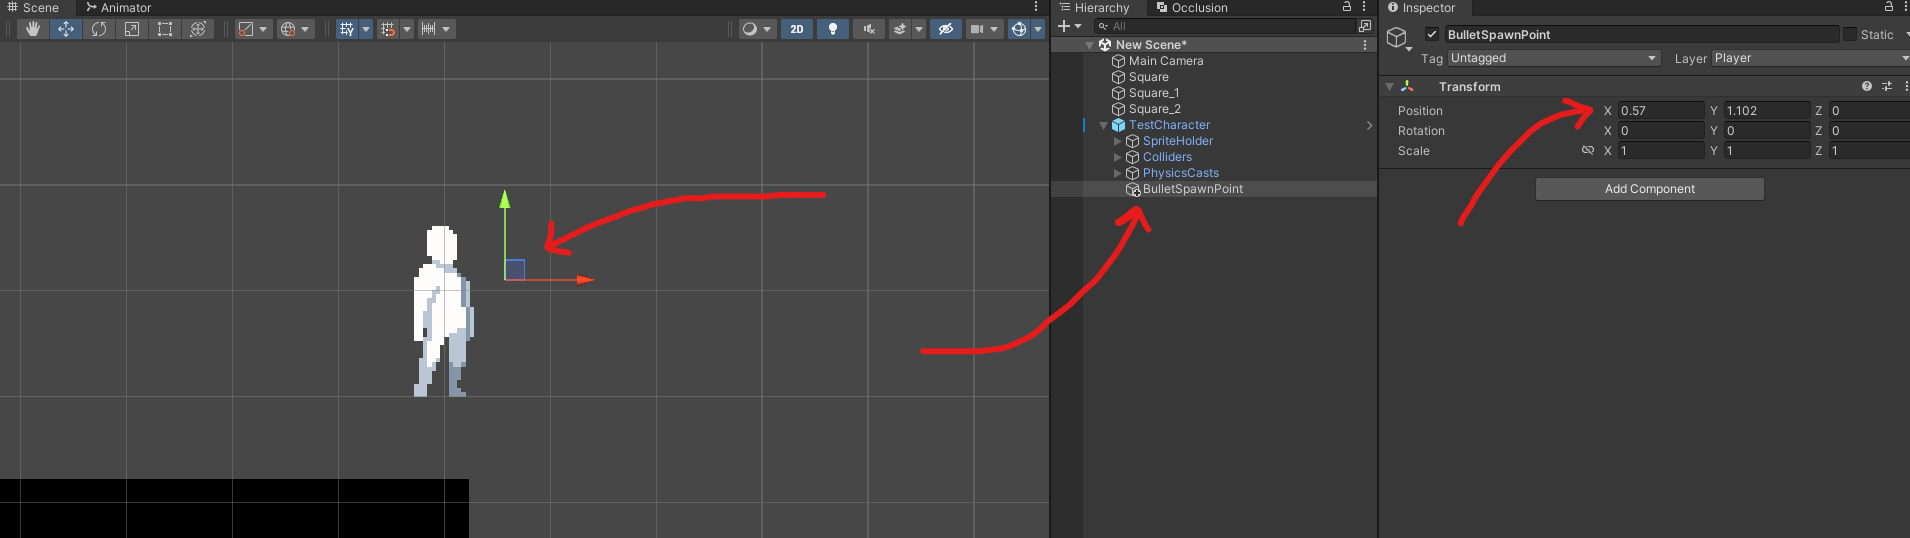 Scene
Animator
Hierarchy
Occlusion
Inspector
2D
All
New Scene*
Main Camera
Square
Square_1
Square_2
TestCharacter
SpriteHolder
Colliders
PhysicsCasts
BulletSpawnPoint
BulletSpawnPoint
Static
Tag Untagged
Layer Player
Transform
Position X 0.57 Y 1.102 Z 0
Rotation X 0 Y 0 Z 0
Scale X 1 Y 1 Z 1
Add Component